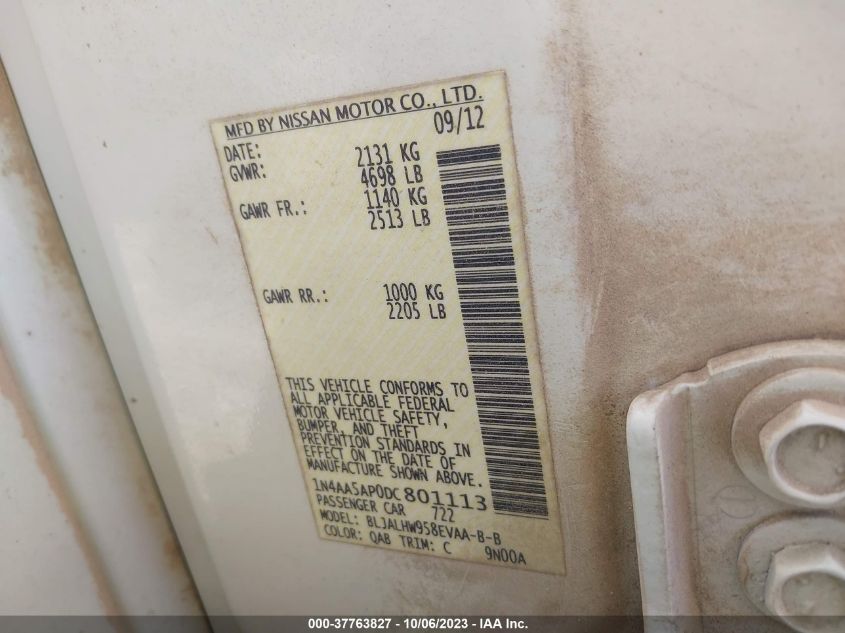 MFD BY NISSAN MOTOR CO., LTD.
DATE: 09/12
GVWR: 2131 KG
4698 LB
GAWR FR.: 1140 KG
2513 LB
GAWR RR.: 1000 KG
2205 LB
THIS VEHICLE CONFORMS TO
ALL APPLICABLE FEDERAL
MOTOR VEHICLE SAFETY,
BUMPER, AND THEFT
PREVENTION STANDARDS IN
EFFECT ON THE DATE OF
MANUFACTURE SHOWN ABOVE.
1N4AA5AP0DC801113
PASSENGER CAR 722
MODEL: BLJALHW958EVAA-B-B
COLOR: QAB TRIM: C 9N00A
000-37763827 - 10/06/2023 - IAA Inc.